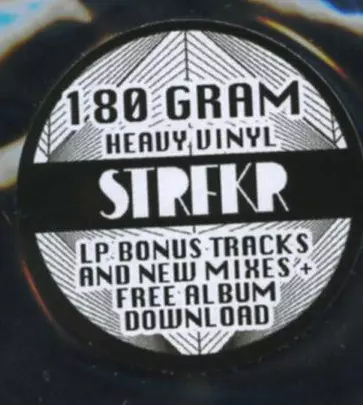 180 GRAM
HEAVY VINYL
STRFKR
LP BONUS TRACKS
AND NEW MIXES +
FREE ALBUM
DOWNLOAD